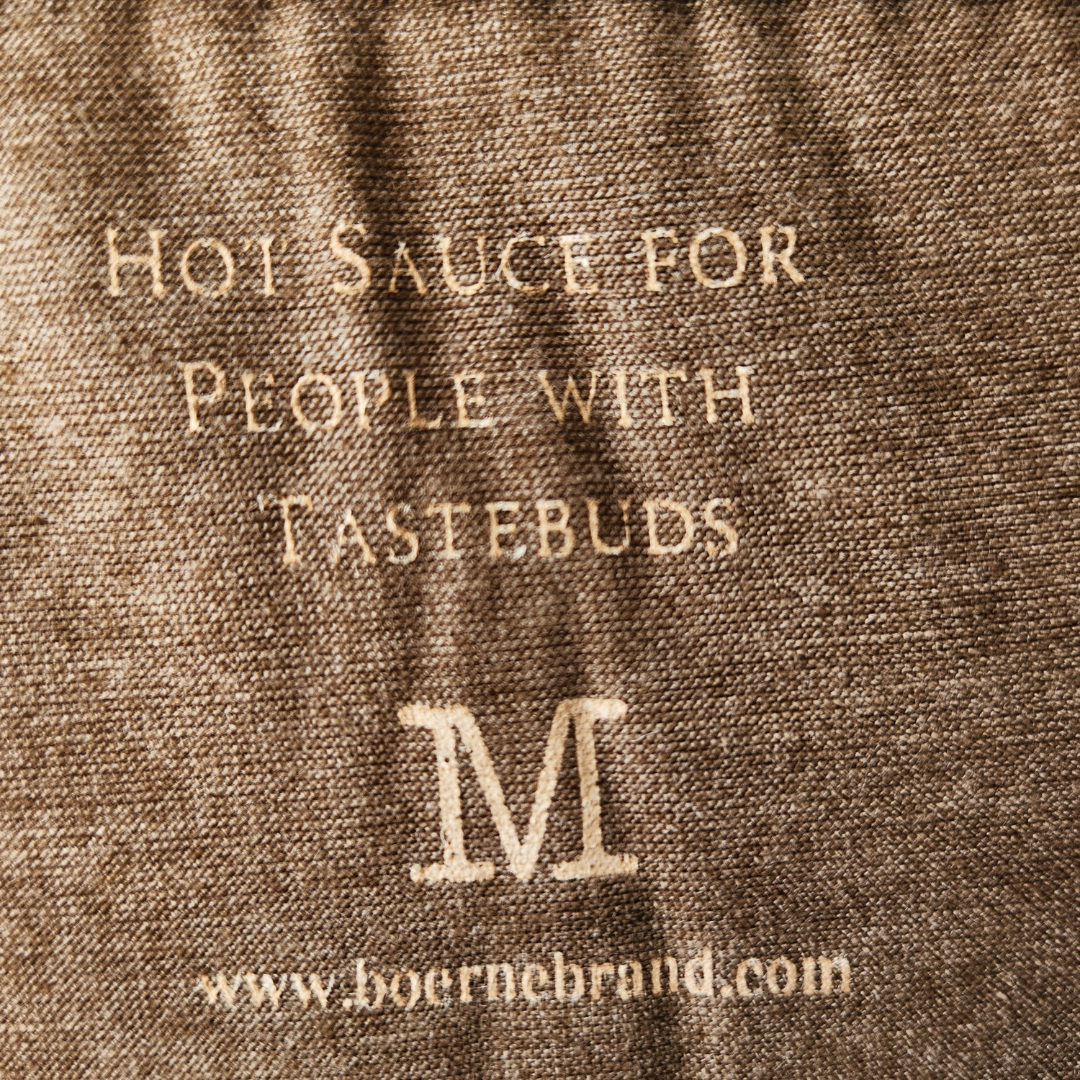 Hot Sauce for
People with
Tastebuds
M
www.boernebrand.com